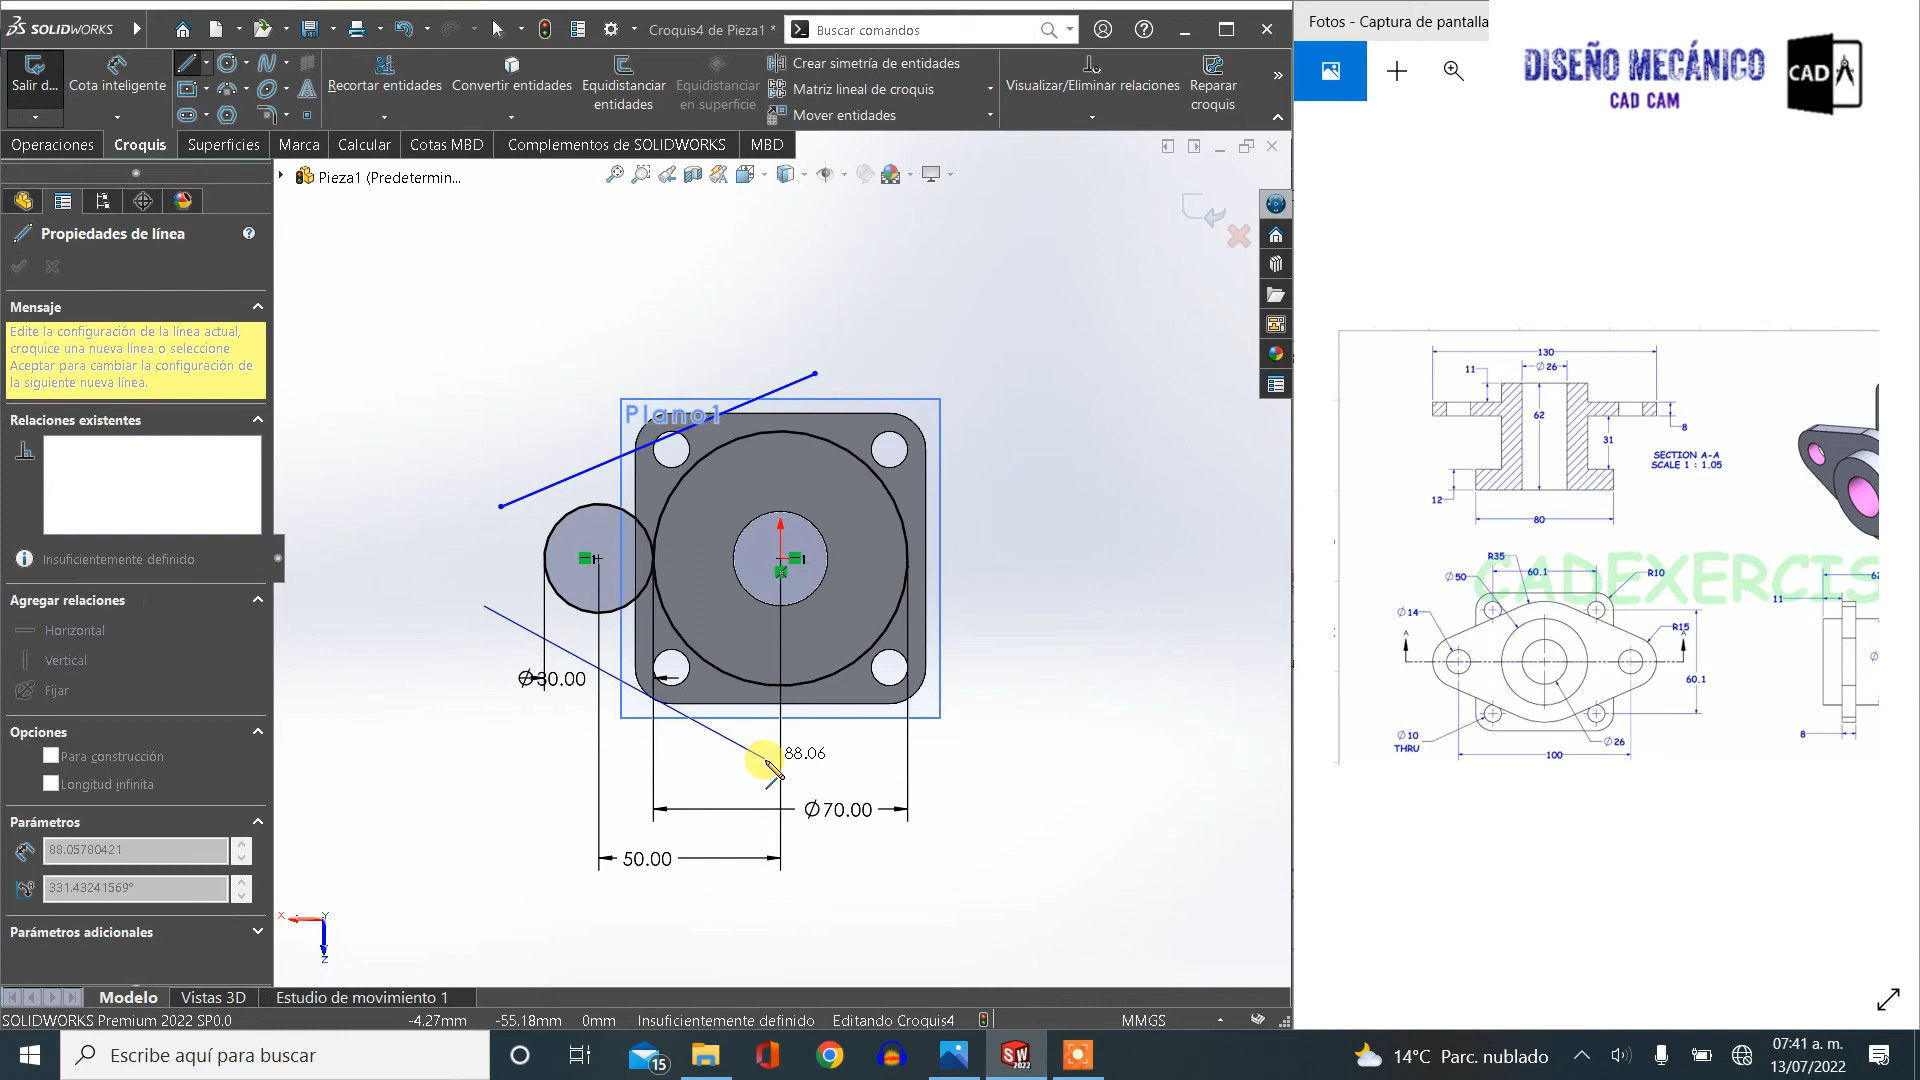 SOLIDWORKS
Croquis4 de Pieza1 *
Buscar comandos
Salir d...
Cota inteligente
Recortar entidades
Convertir entidades
Equidistanciar
entidades
Equidistanciar
en superficie
Crear simetría de entidades
Matriz lineal de croquis
Mover entidades
Visualizar/Eliminar relaciones
Reparar
croquis
Operaciones
Croquis
Superficies
Marca
Calcular
Cotas MBD
Complementos de SOLIDWORKS
MBD
Pieza1 (Predetermin...
Propiedades de línea
Mensaje
Edite la configuración de la línea actual,
croquice una nueva línea o seleccione
Aceptar para cambiar la configuración de
la siguiente nueva línea.
Relaciones existentes
Insuficientemente definido
Agregar relaciones
Horizontal
Vertical
Fijar
Opciones
Para construcción
Longitud infinita
Parámetros
88.05780421
331.43241569°
Parámetros adicionales
Plano1
Ø30.00
88.06
Ø70.00
50.00
X
Y
Z
Modelo
Vistas 3D
Estudio de movimiento 1
SOLIDWORKS Premium 2022 SP0.0
-4.27mm
-55.18mm
0mm
Insuficientemente definido
Editando Croquis4
MMGS
Fotos - Captura de pantalla
DISEÑO MECÁNICO
CAD CAM
CAD
130
Ø26
11
62
8
31
SECTION A-A
SCALE 1 : 1.05
12
80
CADEXERCIS
R35
60.1
R10
Ø50
Ø14
R15
A
A
60.1
Ø10
THRU
Ø26
100
11
8
Escribe aquí para buscar
15
SW
2022
14°C Parc. nublado
07:41 a. m.
13/07/2022